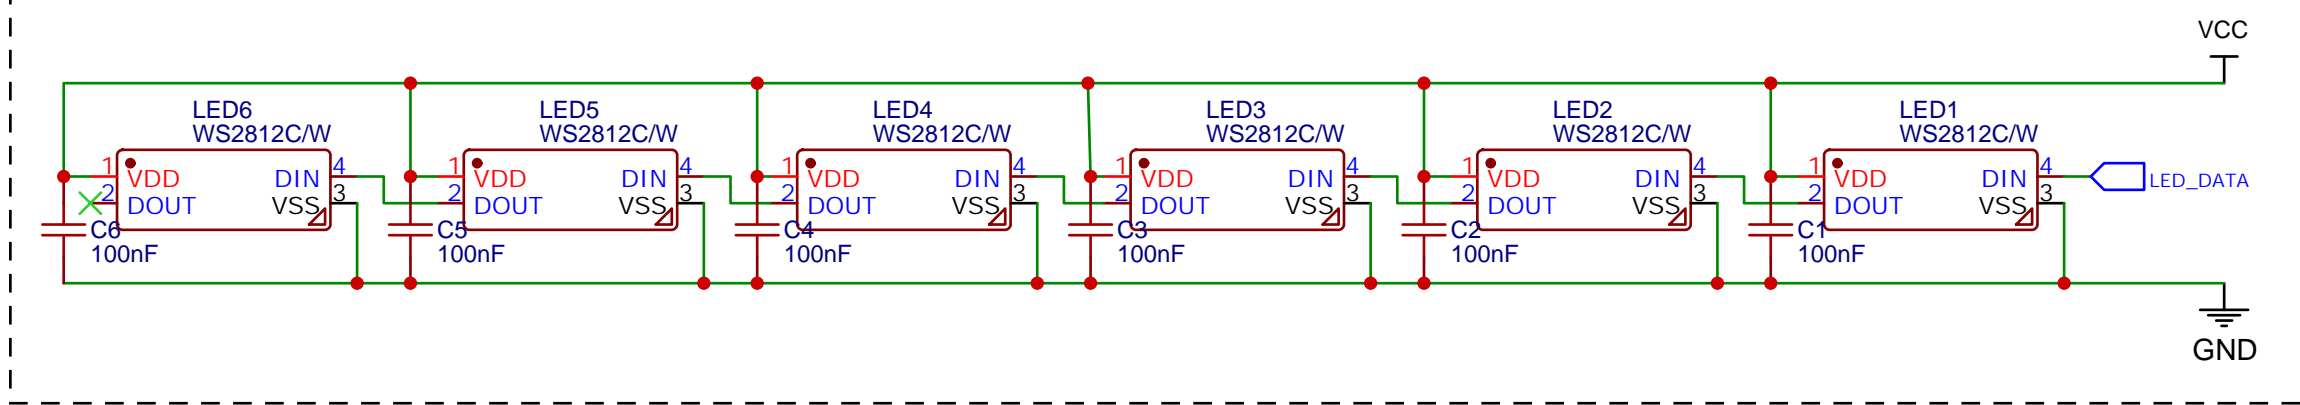 VCC
LED6
WS2812C/W
1
VDD
2
DOUT
DIN
4
VSS
3
C6
100nF
LED5
WS2812C/W
1
VDD
2
DOUT
DIN
4
VSS
3
C5
100nF
LED4
WS2812C/W
1
VDD
2
DOUT
DIN
4
VSS
3
C4
100nF
LED3
WS2812C/W
1
VDD
2
DOUT
DIN
4
VSS
3
C3
100nF
LED2
WS2812C/W
1
VDD
2
DOUT
DIN
4
VSS
3
C2
100nF
LED1
WS2812C/W
1
VDD
2
DOUT
DIN
4
VSS
3
C1
100nF
LED_DATA
GND